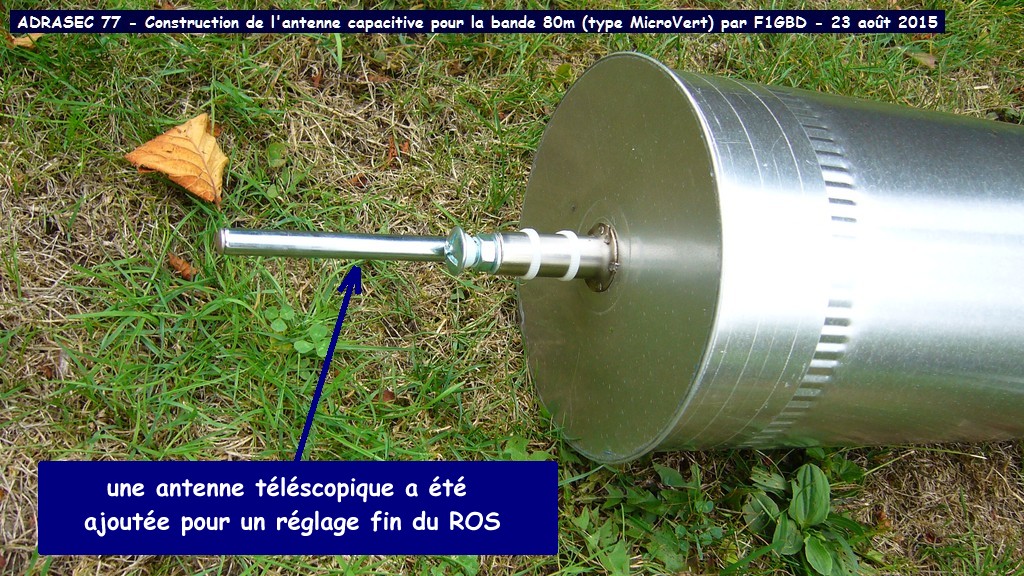 ADRASEC 77 - Construction de l'antenne capacitive pour la bande 80m (type MicroVert) par F1GBD - 23 août 2015
une antenne téléscopique a été
ajoutée pour un réglage fin du ROS